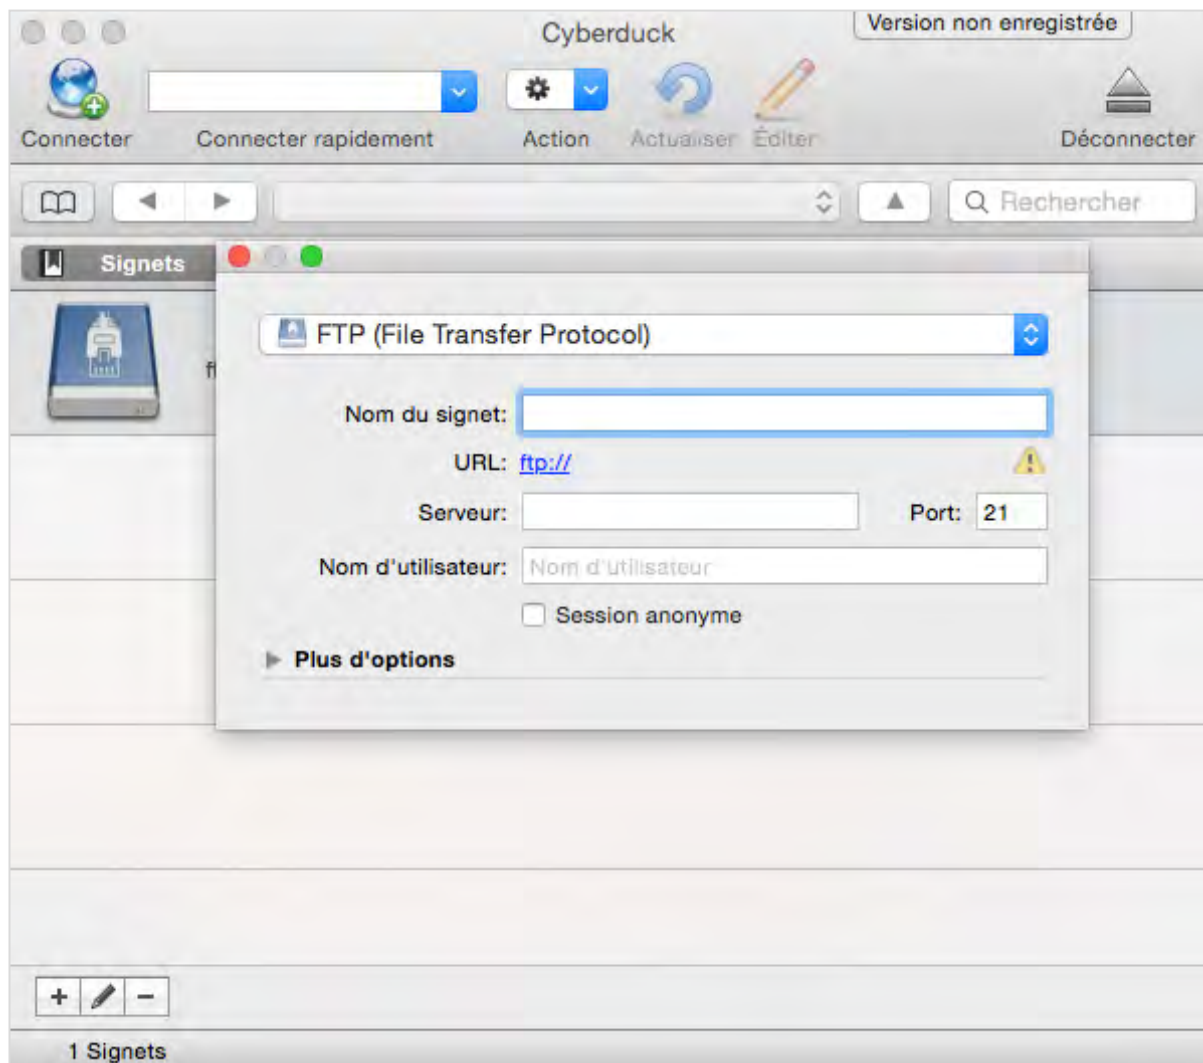 Cyberduck
Version non enregistrée
Connecter
Connecter rapidement
Action
Actualiser
Éditer
Déconnecter
Rechercher
Signets
FTP (File Transfer Protocol)
Nom du signet:
URL: ftp://
Serveur:
Port: 21
Nom d'utilisateur: Nom d'utilisateur
Session anonyme
Plus d'options
1 Signets